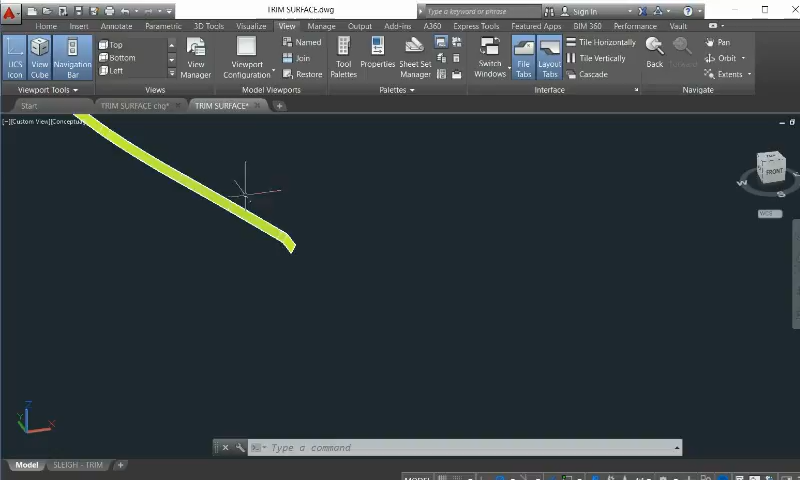 TRIM SURFACE.dwg
Type a keyword or phrase
Sign In
Home Insert Annotate Parametric 3D Tools View Manage Output Add-ins A360 Express Tools Featured Apps BIM 360 Performance Vault
UCS Icon
View Cube
Navigation Bar
Viewport Tools
Top
Bottom
Left
View Manager
Views
Viewport Configuration
Named
Join
Restore
Model Viewports
Tool Palettes
Properties
Sheet Set Manager
Palettes
Switch Windows
File Tabs
Layout Tabs
Tile Horizontally
Tile Vertically
Cascade
Interface
Back
Pan
Orbit
Extents
Navigate
Start
TRIM SURFACE chg*
TRIM SURFACE*
[−][Custom View][Conceptual
TOP
FRONT
W
S
WCS
Z
Y
X
Type a command
Model
SLEIGH - TRIM
MODEL